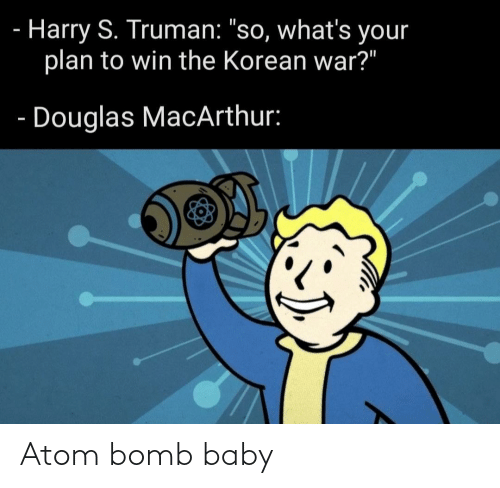 - Harry S. Truman: "so, what's your
plan to win the Korean war?"
- Douglas MacArthur:
Atom bomb baby